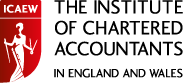 ICAEW
THE INSTITUTE
OF CHARTERED
ACCOUNTANTS
IN ENGLAND AND WALES